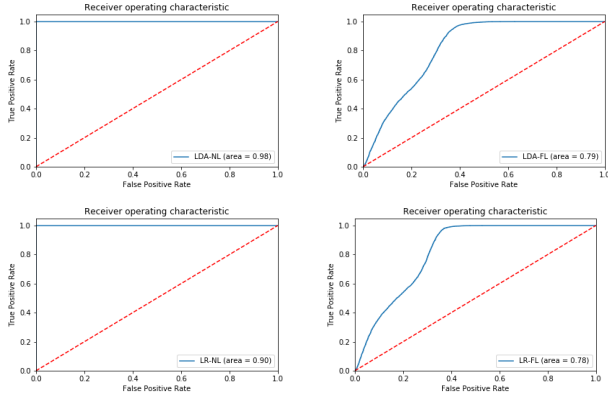 Receiver operating characteristic
1.0
0.8
0.6
0.4
0.2
0.0
True Positive Rate
LDA-NL (area = 0.98)
0.0 0.2 0.4 0.6 0.8 1.0
False Positive Rate
Receiver operating characteristic
1.0
0.8
0.6
0.4
0.2
0.0
True Positive Rate
LDA-FL (area = 0.79)
0.0 0.2 0.4 0.6 0.8 1.0
False Positive Rate
Receiver operating characteristic
1.0
0.8
0.6
0.4
0.2
0.0
True Positive Rate
LR-NL (area = 0.90)
0.0 0.2 0.4 0.6 0.8 1.0
False Positive Rate
Receiver operating characteristic
1.0
0.8
0.6
0.4
0.2
0.0
True Positive Rate
LR-FL (area = 0.78)
0.0 0.2 0.4 0.6 0.8 1.0
False Positive Rate